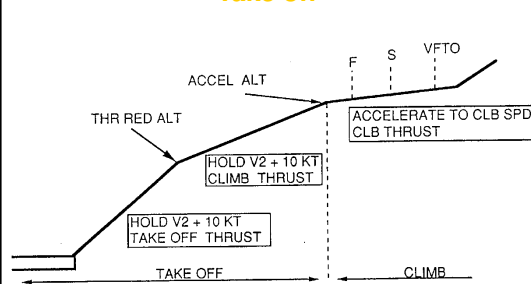 F
S
VFTO
ACCEL ALT
THR RED ALT
ACCELERATE TO CLB SPD
CLB THRUST
HOLD V2 + 10 KT
CLIMB THRUST
HOLD V2 + 10 KT
TAKE OFF THRUST
TAKE OFF
CLIMB